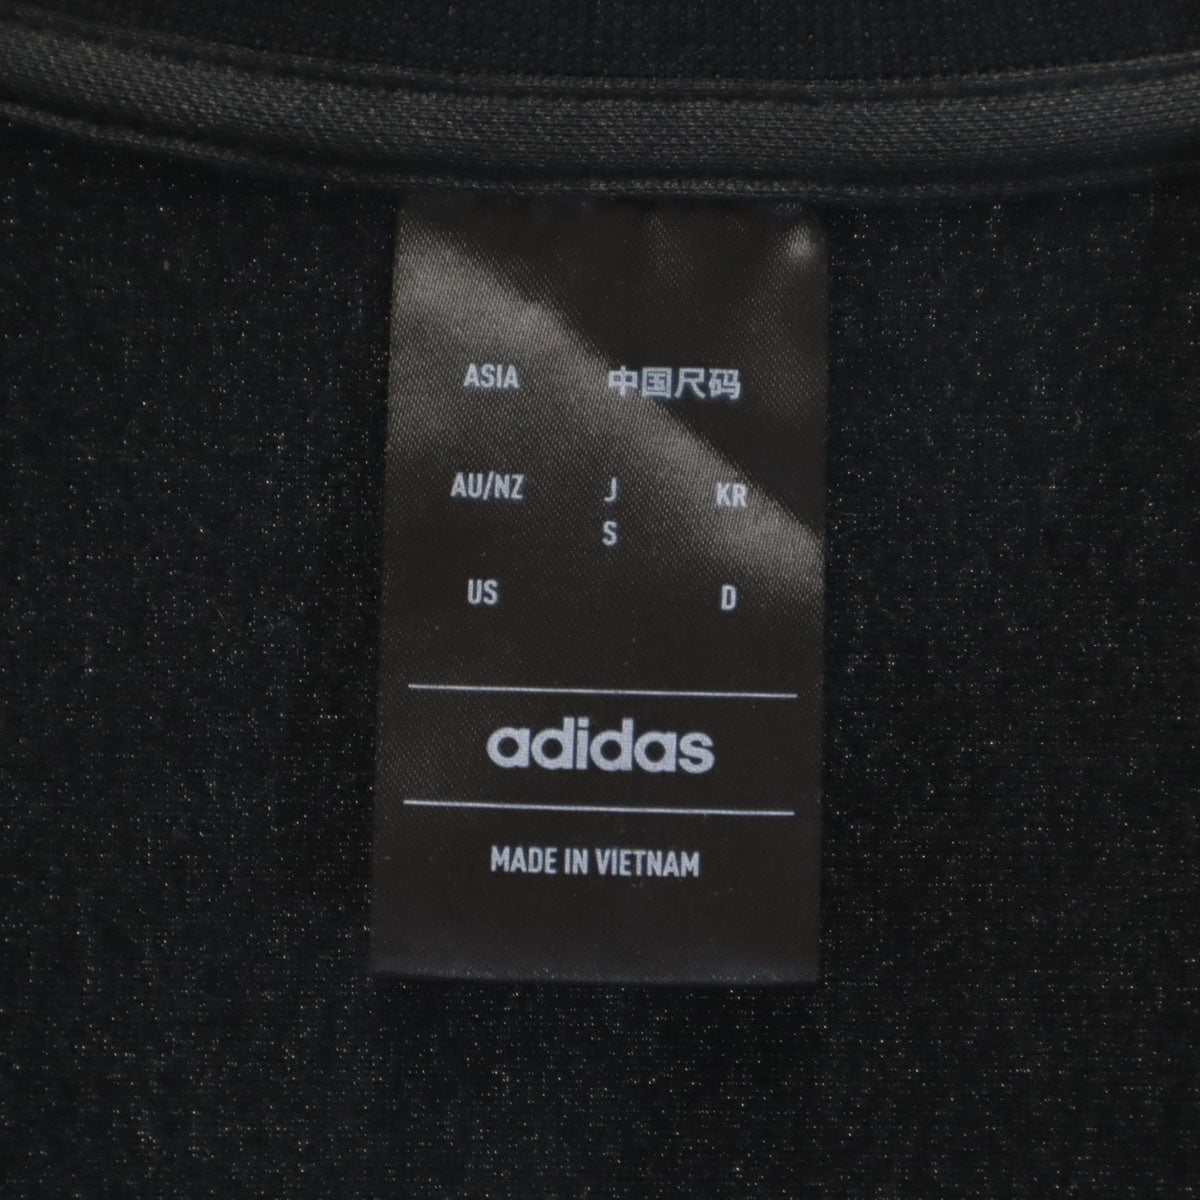 ASIA 中国尺码
AU/NZ J KR
S
US D
adidas
MADE IN VIETNAM